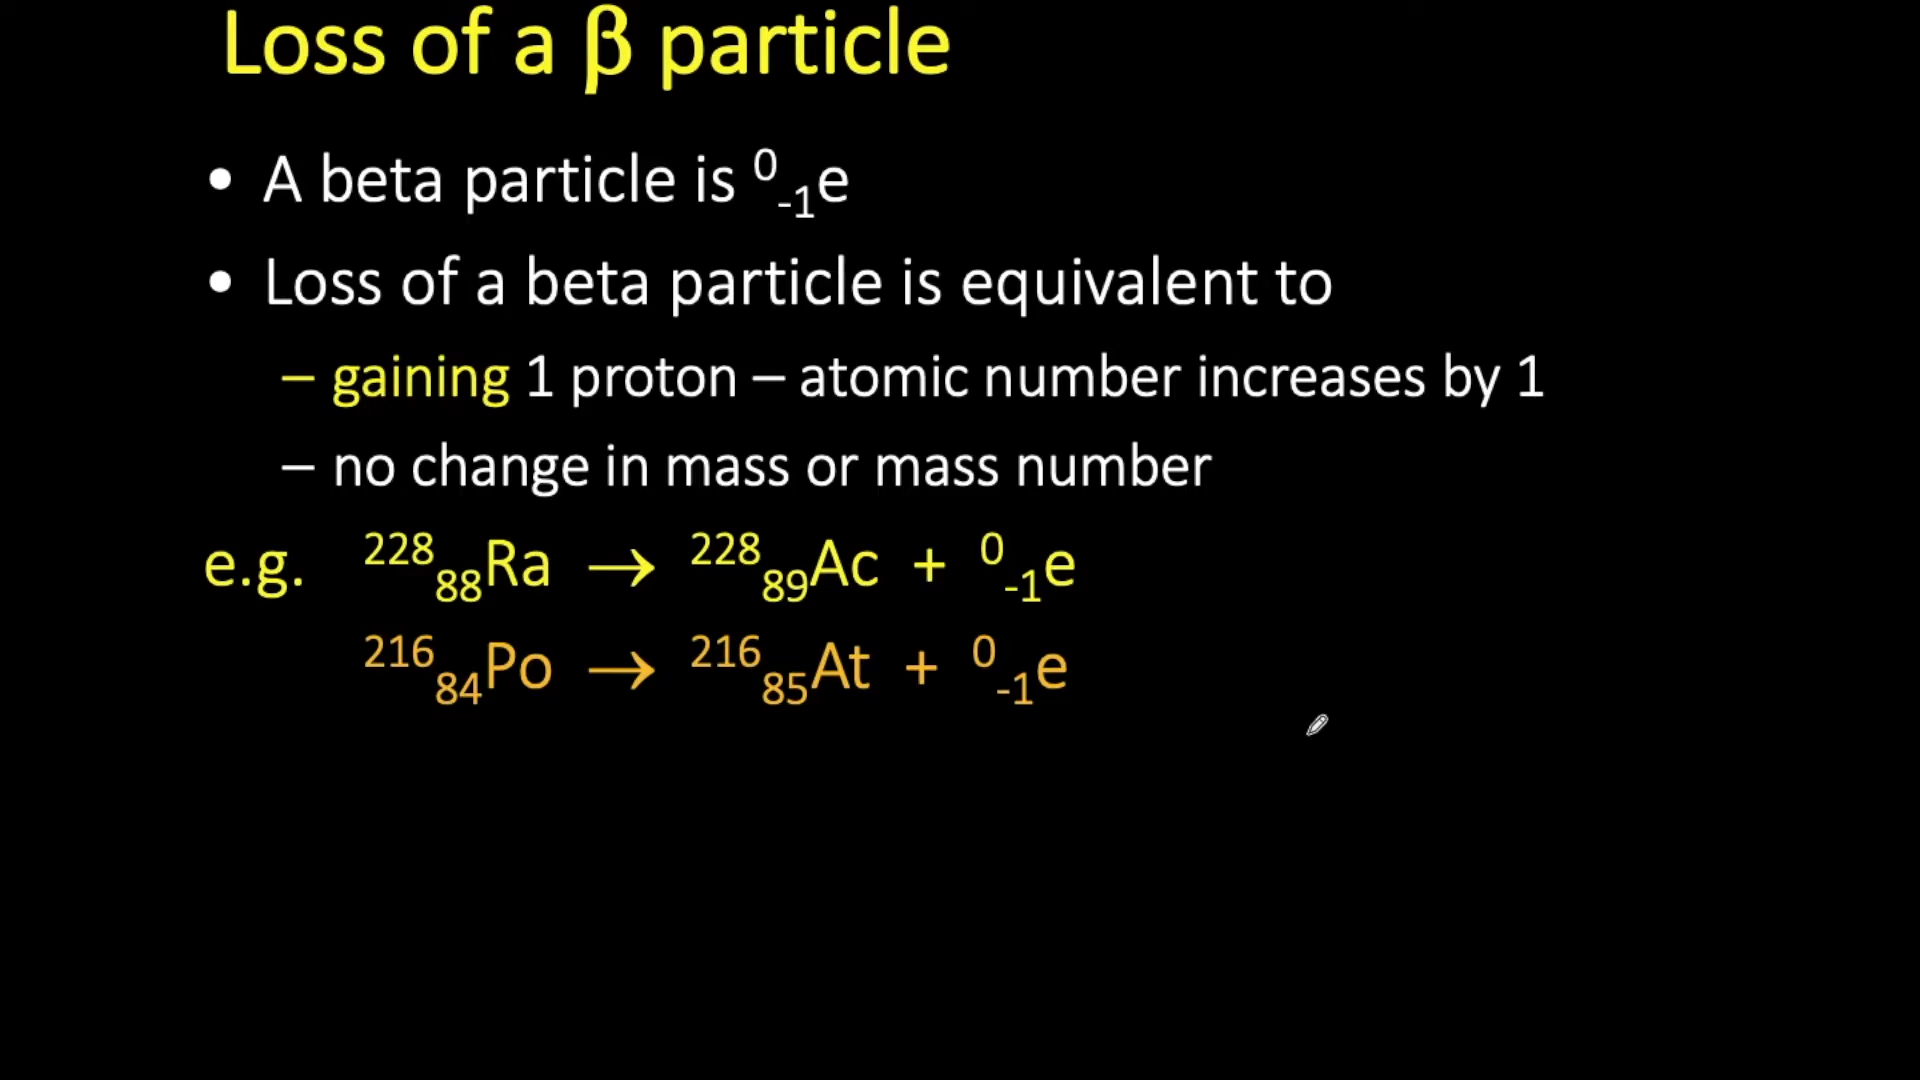 Loss of a β particle
• A beta particle is ⁰₋₁e
• Loss of a beta particle is equivalent to
– gaining 1 proton – atomic number increases by 1
– no change in mass or mass number
e.g. ²²⁸₈₈Ra → ²²⁸₈₉Ac + ⁰₋₁e
²¹⁶₈₄Po → ²¹⁶₈₅At + ⁰₋₁e